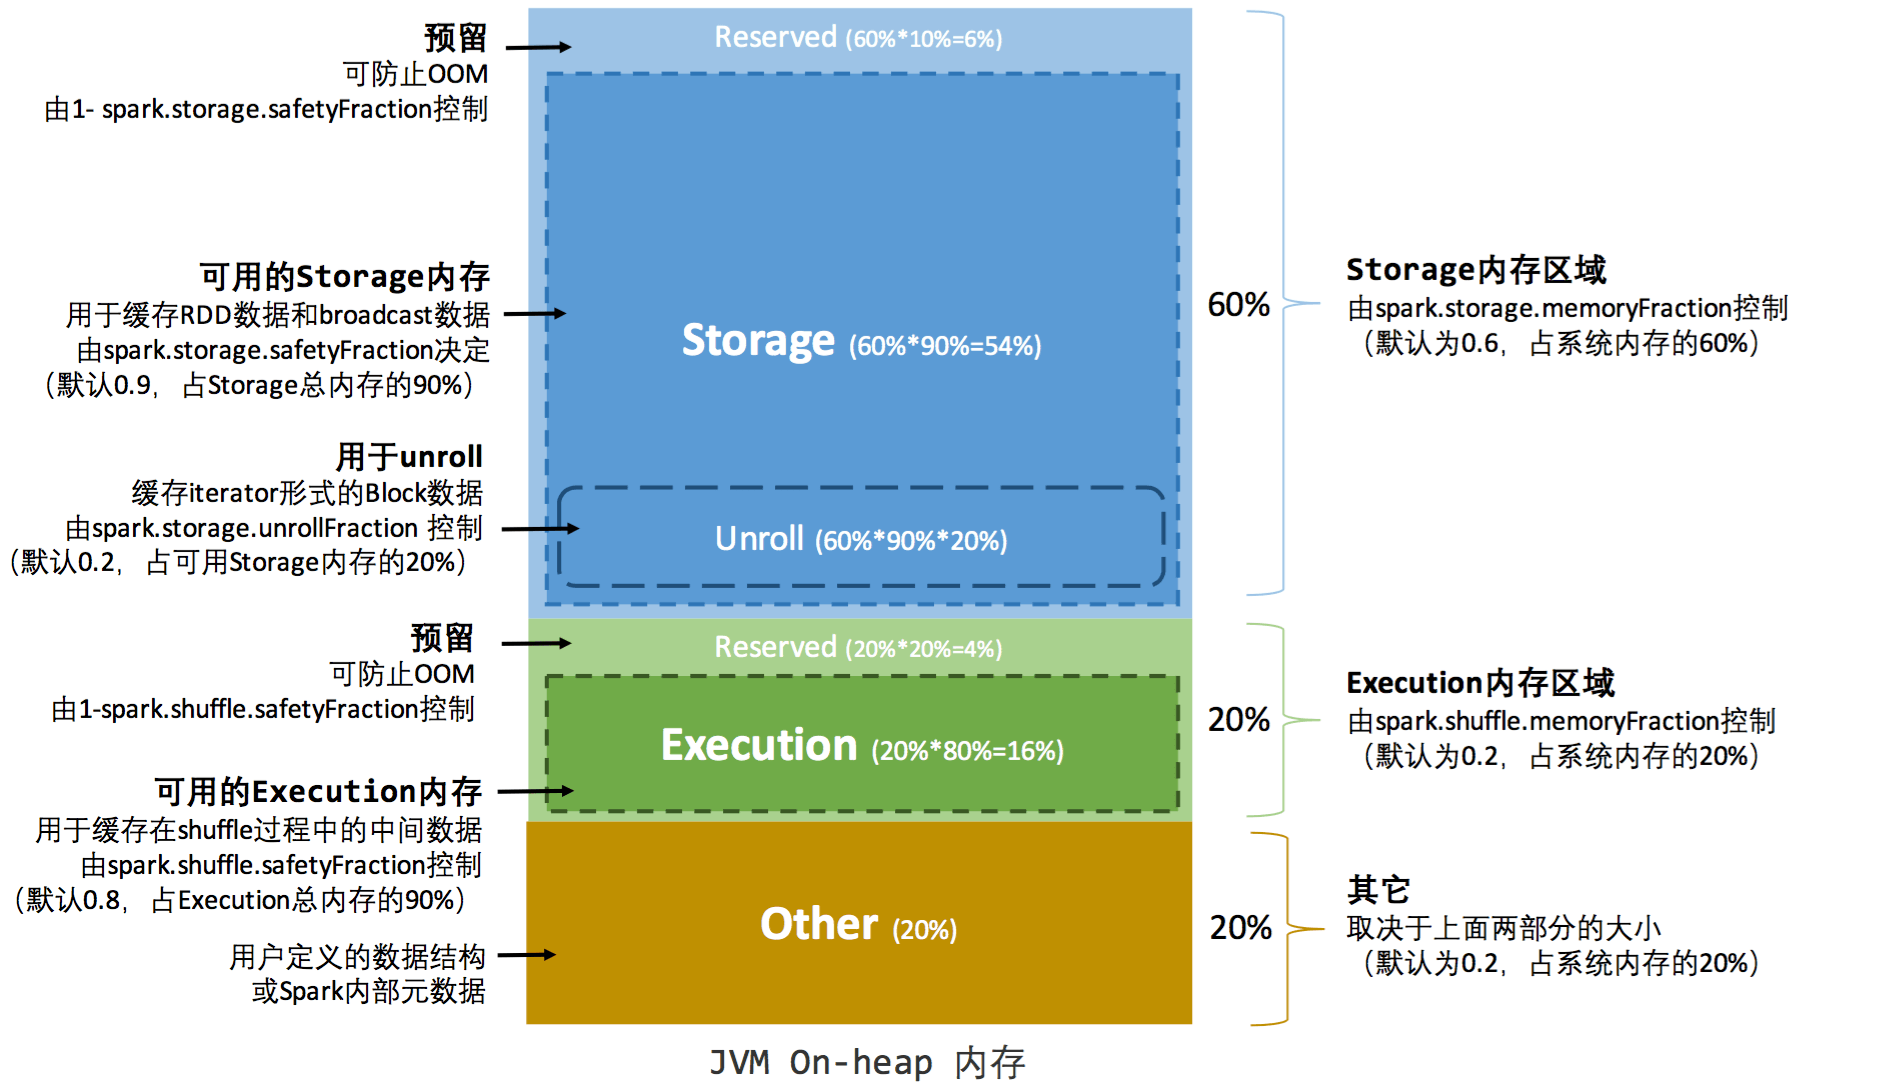 预留
可防止OOM
由1- spark.storage.safetyFraction控制
可用的Storage内存
用于缓存RDD数据和broadcast数据
由spark.storage.safetyFraction决定
（默认0.9，占Storage总内存的90%）
用于unroll
缓存iterator形式的Block数据
由spark.storage.unrollFraction 控制
（默认0.2，占可用Storage内存的20%）
预留
可防止OOM
由1-spark.shuffle.safetyFraction控制
可用的Execution内存
用于缓存在shuffle过程中的中间数据
由spark.shuffle.safetyFraction控制
（默认0.8，占Execution总内存的90%）
用户定义的数据结构
或Spark内部元数据
Reserved (60%*10%=6%)
Storage (60%*90%=54%)
Unroll (60%*90%*20%)
Reserved (20%*20%=4%)
Execution (20%*80%=16%)
Other (20%)
JVM On-heap 内存
60%
Storage内存区域
由spark.storage.memoryFraction控制
（默认为0.6，占系统内存的60%）
20%
Execution内存区域
由spark.shuffle.memoryFraction控制
（默认为0.2，占系统内存的20%）
20%
其它
取决于上面两部分的大小
（默认为0.2，占系统内存的20%）